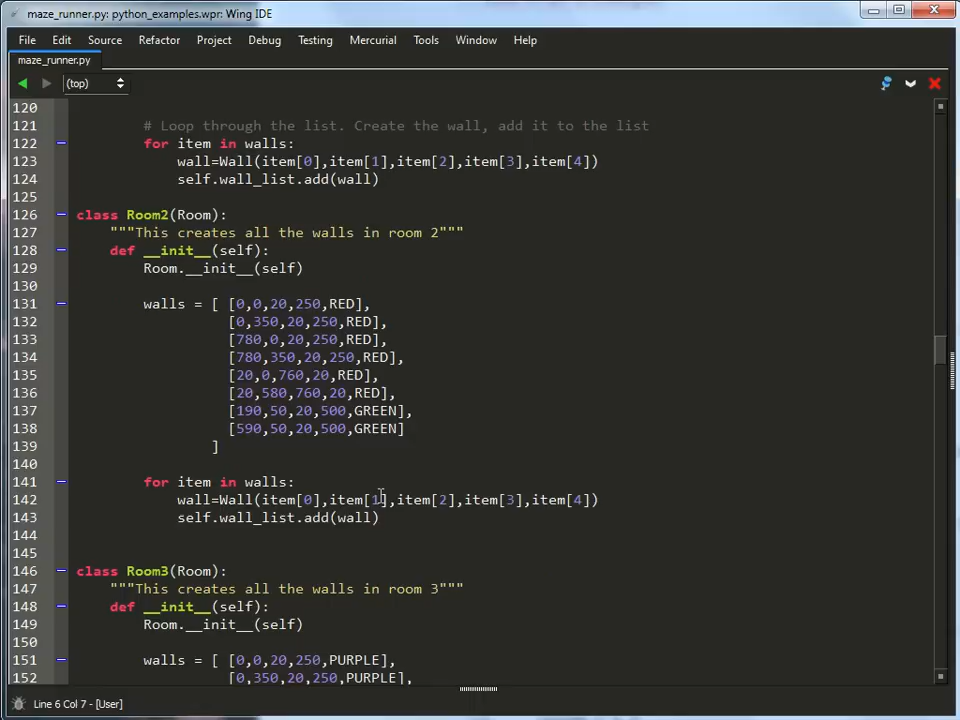 maze_runner.py: python_examples.wpr: Wing IDE
File Edit Source Refactor Project Debug Testing Mercurial Tools Window Help
maze_runner.py
(top)
120
121 # Loop through the list. Create the wall, add it to the list
122 for item in walls:
123 wall=Wall(item[0],item[1],item[2],item[3],item[4])
124 self.wall_list.add(wall)
125
126 class Room2(Room):
127 """This creates all the walls in room 2"""
128 def __init__(self):
129 Room.__init__(self)
130
131 walls = [ [0,0,20,250,RED],
132 [0,350,20,250,RED],
133 [780,0,20,250,RED],
134 [780,350,20,250,RED],
135 [20,0,760,20,RED],
136 [20,580,760,20,RED],
137 [190,50,20,500,GREEN],
138 [590,50,20,500,GREEN]
139 ]
140
141 for item in walls:
142 wall=Wall(item[0],item[1],item[2],item[3],item[4])
143 self.wall_list.add(wall)
144
145
146 class Room3(Room):
147 """This creates all the walls in room 3"""
148 def __init__(self):
149 Room.__init__(self)
150
151 walls = [ [0,0,20,250,PURPLE],
152 [0,350,20,250,PURPLE],
Line 6 Col 7 - [User]